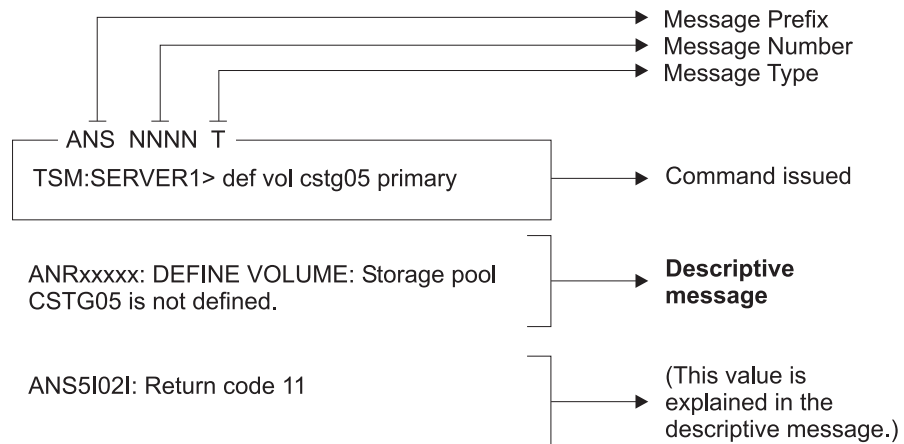 Message Prefix
Message Number
Message Type
ANS NNNN T
TSM:SERVER1> def vol cstg05 primary
Command issued
ANRxxxxx: DEFINE VOLUME: Storage pool
CSTG05 is not defined.
Descriptive
message
ANS5I02I: Return code 11
(This value is
explained in the
descriptive message.)